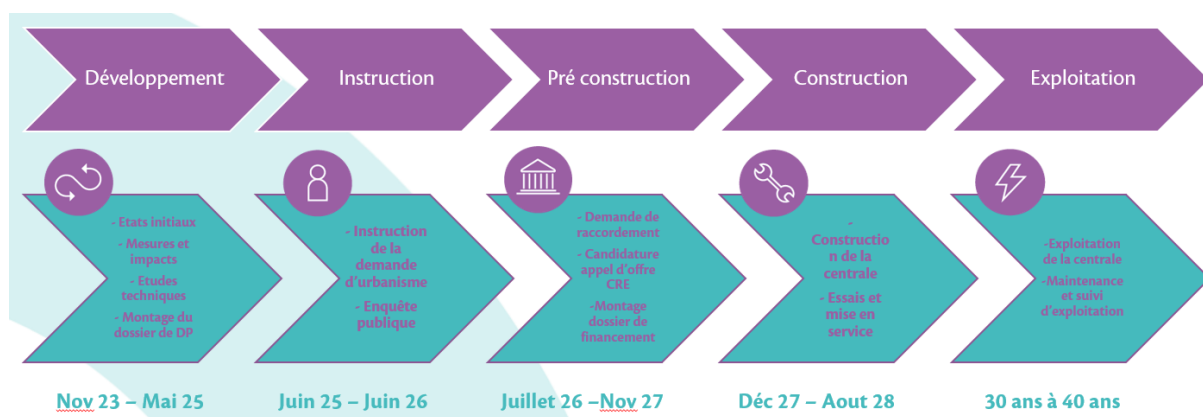 Développement
Instruction
Pré construction
Construction
Exploitation
- Etats initiaux
- Mesures et
impacts
- Etudes
techniques
- Montage du
dossier de DP
- Instruction
de la
demande
d'urbanisme
- Enquête
publique
- Demande de
raccordement
- Candidature
appel d'offre
CRE
-Montage
dossier de
financement
-
Constructio
n de la
centrale
- Essais et
mise en
service
-Exploitation
de la centrale
-Maintenance
et suivi
d'exploitation
Nov 23 – Mai 25
Juin 25 – Juin 26
Juillet 26 –Nov 27
Déc 27 – Aout 28
30 ans à 40 ans